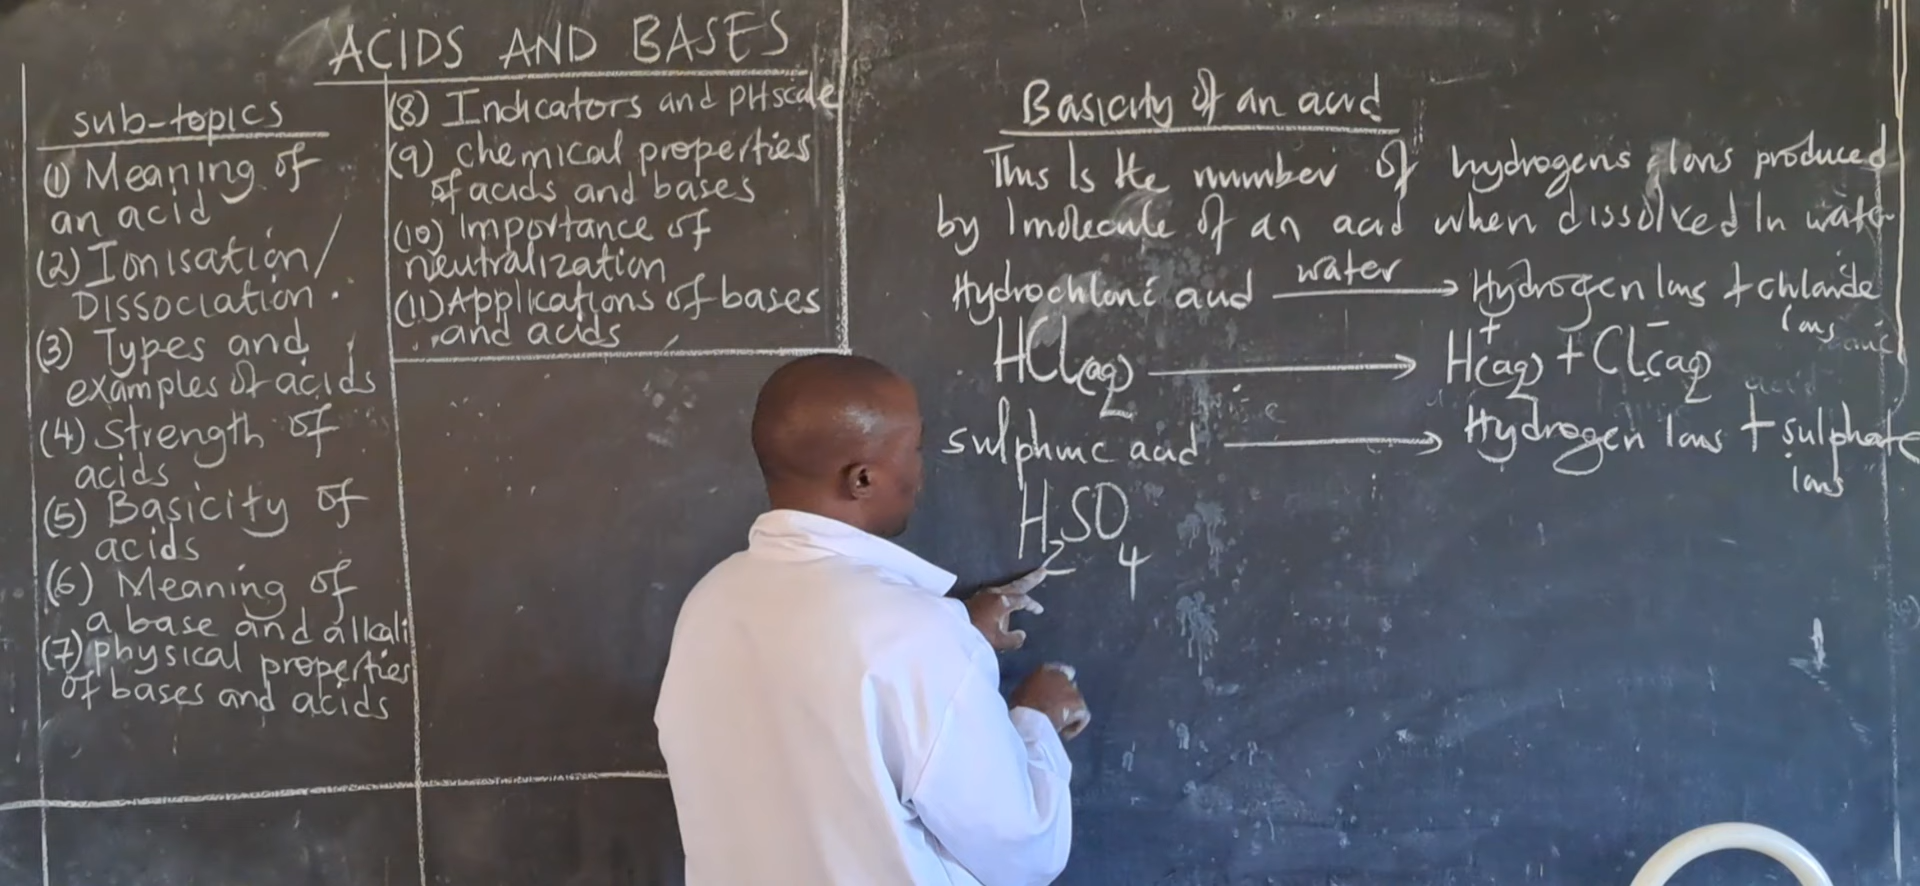 ACIDS AND BASES
sub-topics
(1) Meaning of
an acid
(2) Ionisation/
Dissociation.
(3) Types and
examples of acids
(4) Strength of
acids
(5) Basicity of
acids
(6) Meaning of
a base and alkali
(7) physical properties
of bases and acids
(8) Indicators and PH scale
(9) chemical properties
of acids and bases
(10) Importance of
neutralization
(11) Applications of bases
and acids
Basicity of an acid
This Is the number of hydrogens Ions produced
by 1 molecule of an acid when dissolved In water
Hydrochloric acid water → Hydrogen Ions + chloride
Ions
HCl(aq) → H⁺(aq) + Cl⁻(aq)
sulphuric acid → Hydrogen Ions + sulphate
Ions
H₂SO₄